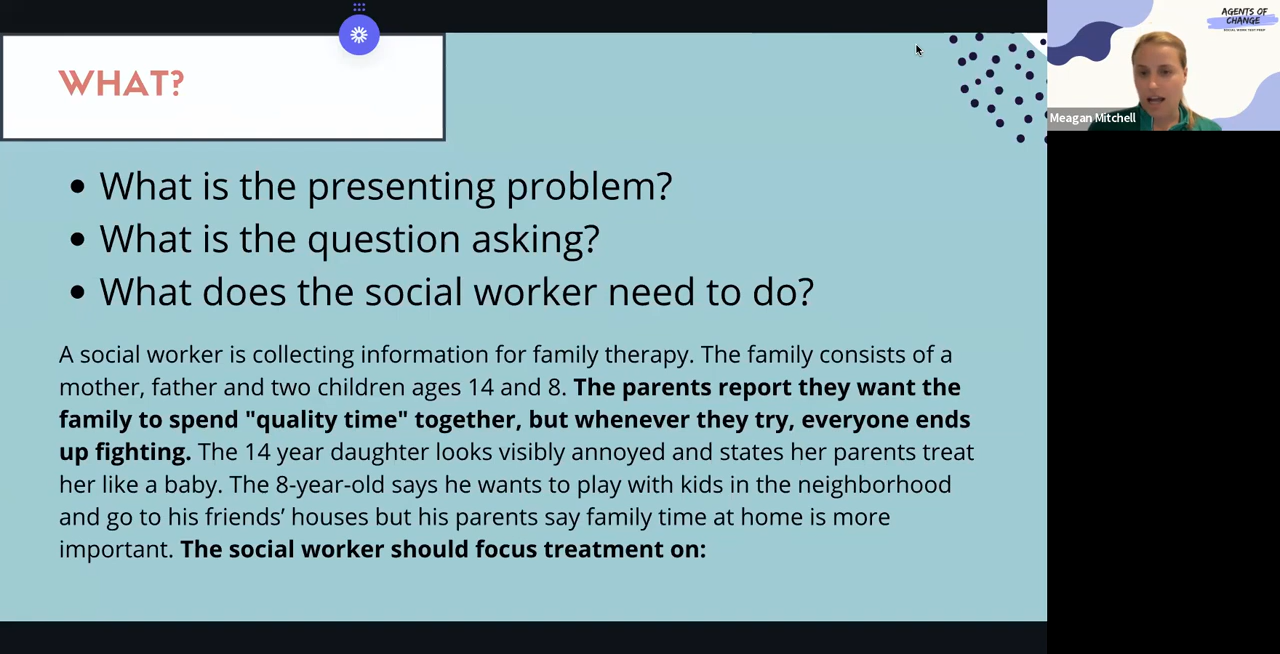 WHAT?
• What is the presenting problem?
• What is the question asking?
• What does the social worker need to do?
A social worker is collecting information for family therapy. The family consists of a
mother, father and two children ages 14 and 8. The parents report they want the
family to spend "quality time" together, but whenever they try, everyone ends
up fighting. The 14 year daughter looks visibly annoyed and states her parents treat
her like a baby. The 8-year-old says he wants to play with kids in the neighborhood
and go to his friends’ houses but his parents say family time at home is more
important. The social worker should focus treatment on:
AGENTS OF
CHANGE
SOCIAL WORK TEST PREP
Meagan Mitchell